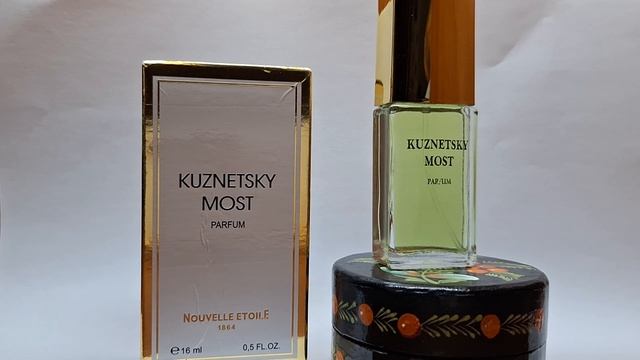 KUZNETSKY
MOST
PARFUM
NOUVELLE ETOILE
1864
℮16 ml 0,5 FL.OZ.
KUZNETSKY
MOST
PARFUM